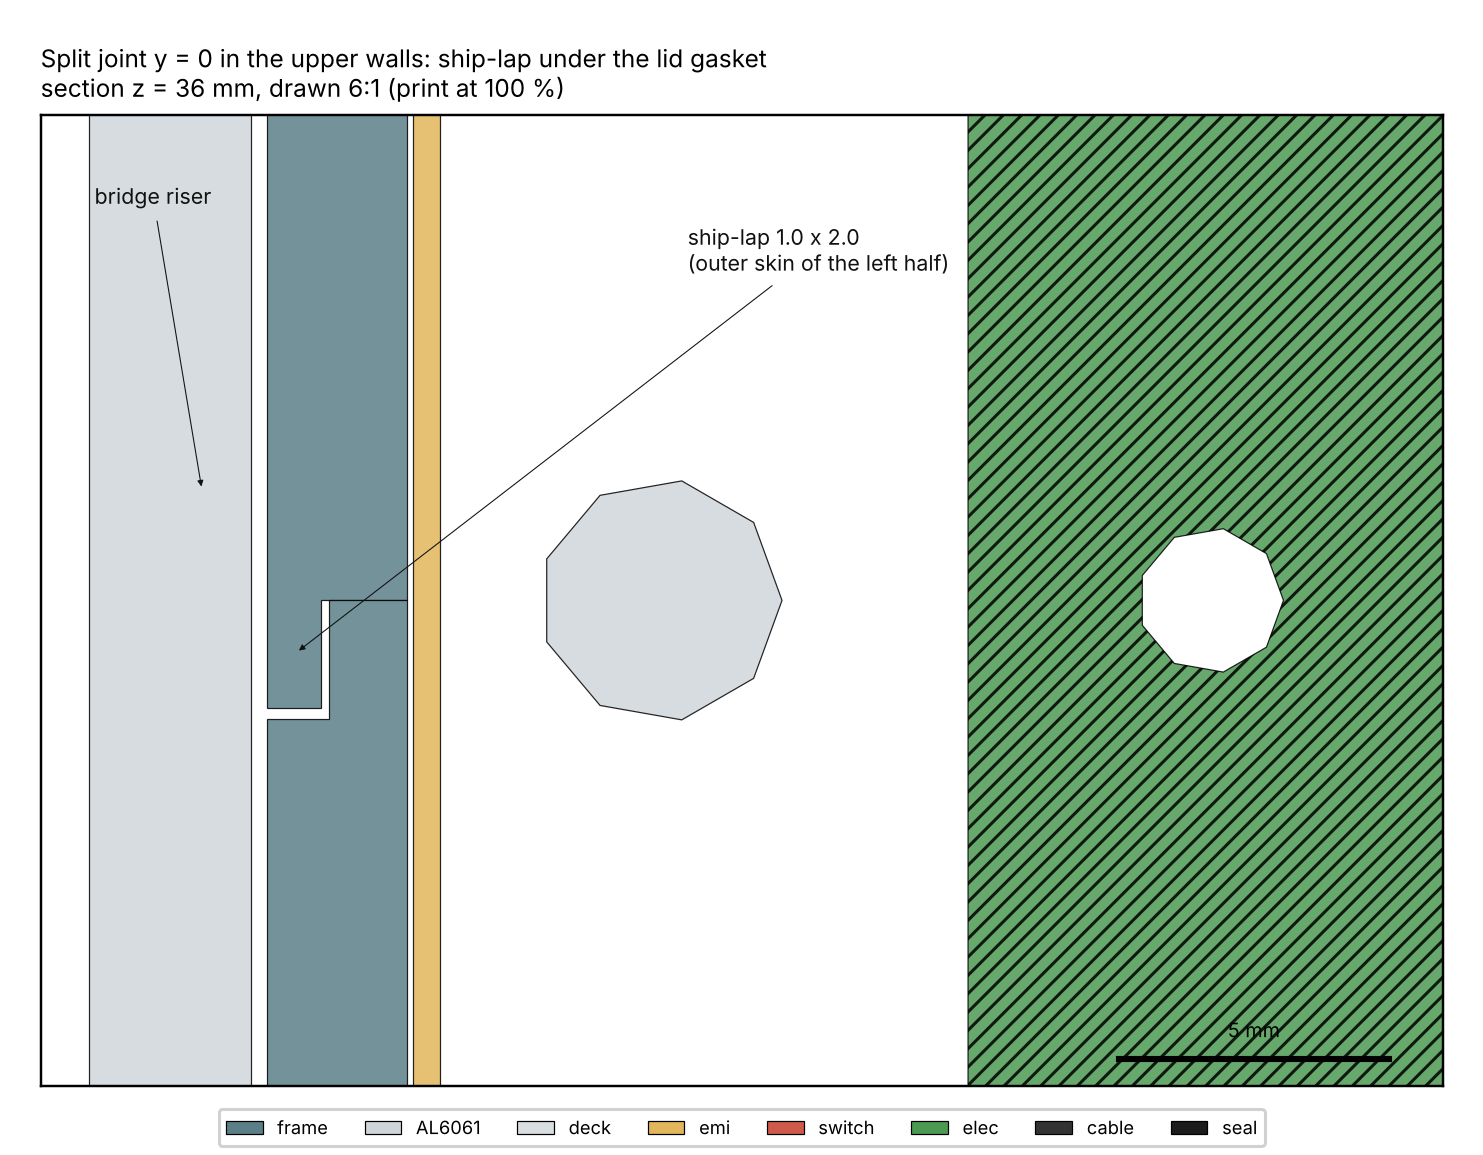 Split joint y = 0 in the upper walls: ship-lap under the lid gasket
section z = 36 mm, drawn 6:1 (print at 100 %)
bridge riser
ship-lap 1.0 x 2.0
(outer skin of the left half)
5 mm
frame AL6061 deck emi switch elec cable seal